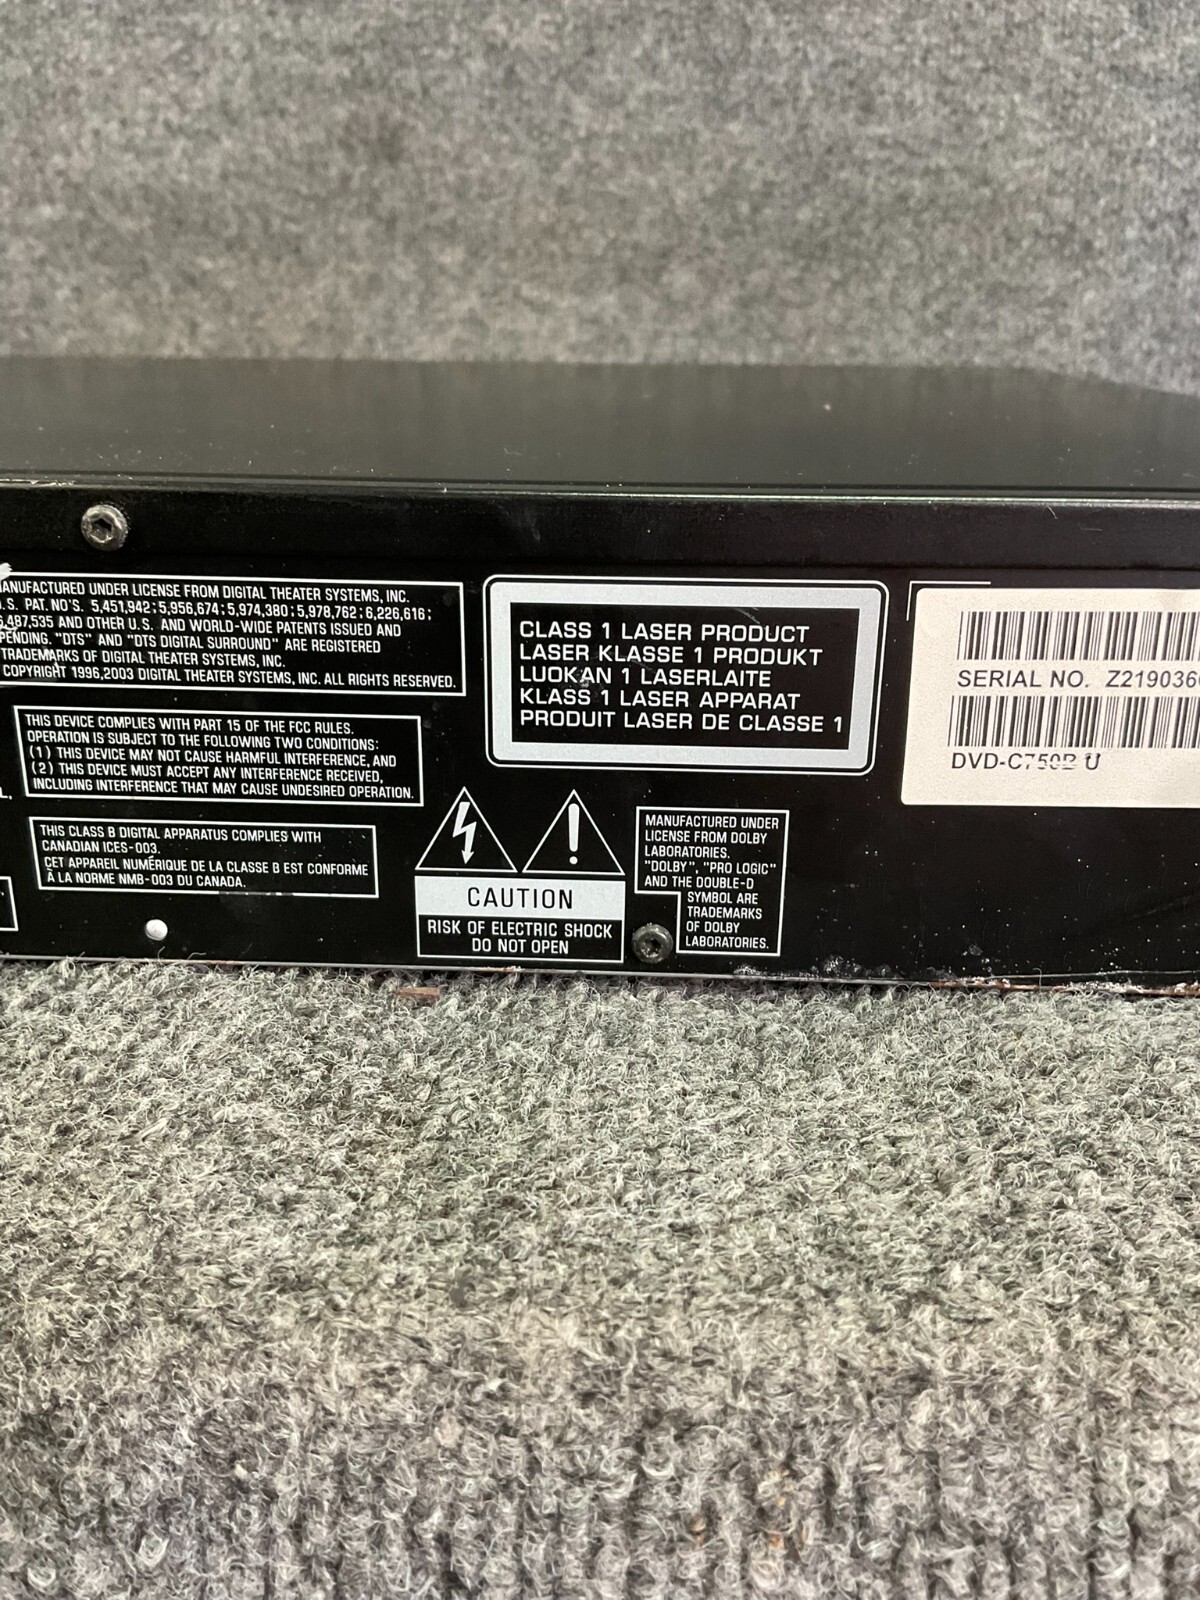 ANUFACTURED UNDER LICENSE FROM DIGITAL THEATER SYSTEMS, INC.
.S. PAT. NO'S. 5,451,942;5,956,674;5,974,380;5,978,762;6,226,616;
6,487,535 AND OTHER U.S. AND WORLD-WIDE PATENTS ISSUED AND
PENDING. "DTS" AND "DTS DIGITAL SURROUND" ARE REGISTERED
TRADEMARKS OF DIGITAL THEATER SYSTEMS, INC.
COPYRIGHT 1996,2003 DIGITAL THEATER SYSTEMS, INC. ALL RIGHTS RESERVED.
THIS DEVICE COMPLIES WITH PART 15 OF THE FCC RULES.
OPERATION IS SUBJECT TO THE FOLLOWING TWO CONDITIONS:
(1) THIS DEVICE MAY NOT CAUSE HARMFUL INTERFERENCE, AND
(2) THIS DEVICE MUST ACCEPT ANY INTERFERENCE RECEIVED,
INCLUDING INTERFERENCE THAT MAY CAUSE UNDESIRED OPERATION.
L.
THIS CLASS B DIGITAL APPARATUS COMPLIES WITH
CANADIAN ICES-003.
CET APPAREIL NUMÉRIQUE DE LA CLASSE B EST CONFORME
À LA NORME NMB-003 DU CANADA.
CLASS 1 LASER PRODUCT
LASER KLASSE 1 PRODUKT
LUOKAN 1 LASERLAITE
KLASS 1 LASER APPARAT
PRODUIT LASER DE CLASSE 1
CAUTION
RISK OF ELECTRIC SHOCK
DO NOT OPEN
MANUFACTURED UNDER
LICENSE FROM DOLBY
LABORATORIES.
"DOLBY", "PRO LOGIC"
AND THE DOUBLE-D
SYMBOL ARE
TRADEMARKS
OF DOLBY
LABORATORIES.
SERIAL NO. Z2190360
DVD-C750B U